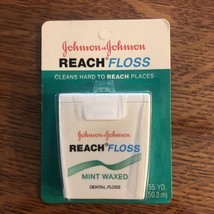 Johnson & Johnson
REACH® FLOSS
CLEANS HARD TO REACH PLACES
Johnson & Johnson
REACH® FLOSS
MINT WAXED
DENTAL FLOSS
55 YD.
(50.3 m)